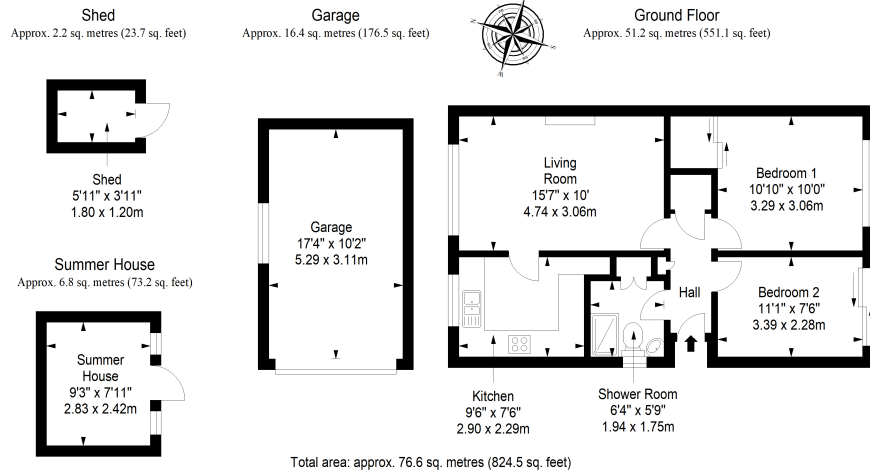 Shed
Approx. 2.2 sq. metres (23.7 sq. feet)
Garage
Approx. 16.4 sq. metres (176.5 sq. feet)
Ground Floor
Approx. 51.2 sq. metres (551.1 sq. feet)
N
S
W
Shed
5'11" x 3'11"
1.80 x 1.20m
Garage
17'4" x 10'2"
5.29 x 3.11m
Living
Room
15'7" x 10'
4.74 x 3.06m
Bedroom 1
10'10" x 10'0"
3.29 x 3.06m
Summer House
Approx. 6.8 sq. metres (73.2 sq. feet)
Summer
House
9'3" x 7'11"
2.83 x 2.42m
Hall
Bedroom 2
11'1" x 7'6"
3.39 x 2.28m
Kitchen
9'6" x 7'6"
2.90 x 2.29m
Shower Room
6'4" x 5'9"
1.94 x 1.75m
Total area: approx. 76.6 sq. metres (824.5 sq. feet)